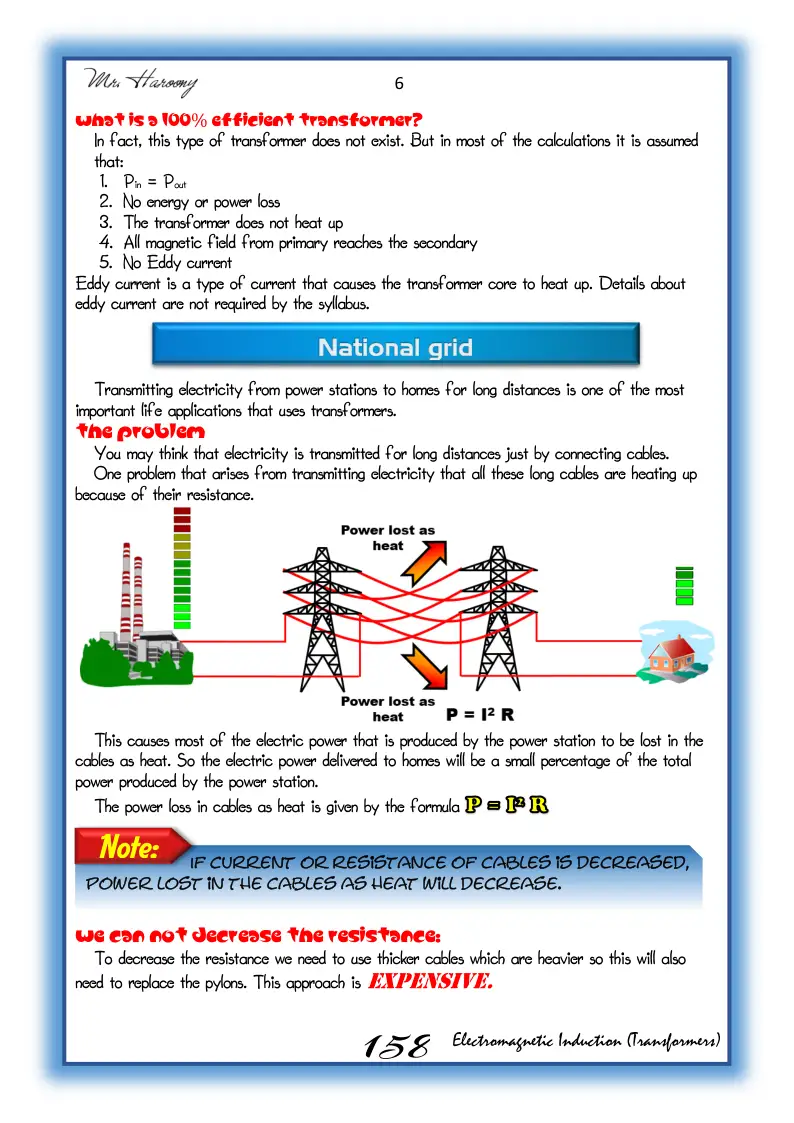 Mr. Haroony
6
What is a 100% efficient transformer?
In fact, this type of transformer does not exist. But in most of the calculations it is assumed
that:
1. Pin = Pout
2. No energy or power loss
3. The transformer does not heat up
4. All magnetic field from primary reaches the secondary
5. No Eddy current
Eddy current is a type of current that causes the transformer core to heat up. Details about
eddy current are not required by the syllabus.
National grid
Transmitting electricity from power stations to homes for long distances is one of the most
important life applications that uses transformers.
The problem
You may think that electricity is transmitted for long distances just by connecting cables.
One problem that arises from transmitting electricity that all these long cables are heating up
because of their resistance.
Power lost as
heat
Power lost as
heat
P = I² R
This causes most of the electric power that is produced by the power station to be lost in the
cables as heat. So the electric power delivered to homes will be a small percentage of the total
power produced by the power station.
The power loss in cables as heat is given by the formula P = I² R
Note:
IF CURRENT OR RESISTANCE OF CABLES IS DECREASED,
POWER LOST IN THE CABLES AS HEAT WILL DECREASE.
We can not decrease the resistance:
To decrease the resistance we need to use thicker cables which are heavier so this will also
need to replace the pylons. This approach is EXPENSIVE.
158
Electromagnetic Induction (Transformers)